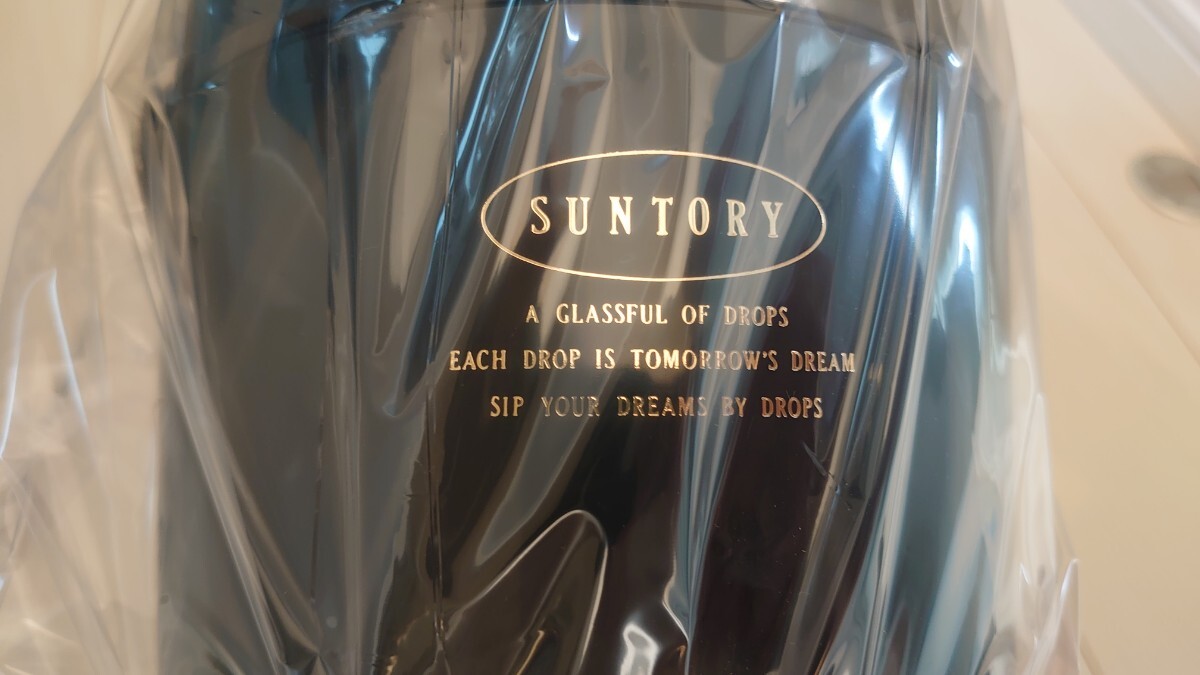 SUNTORY
A GLASSFUL OF DROPS
EACH DROP IS TOMORROW'S DREAM
SIP YOUR DREAMS BY DROPS